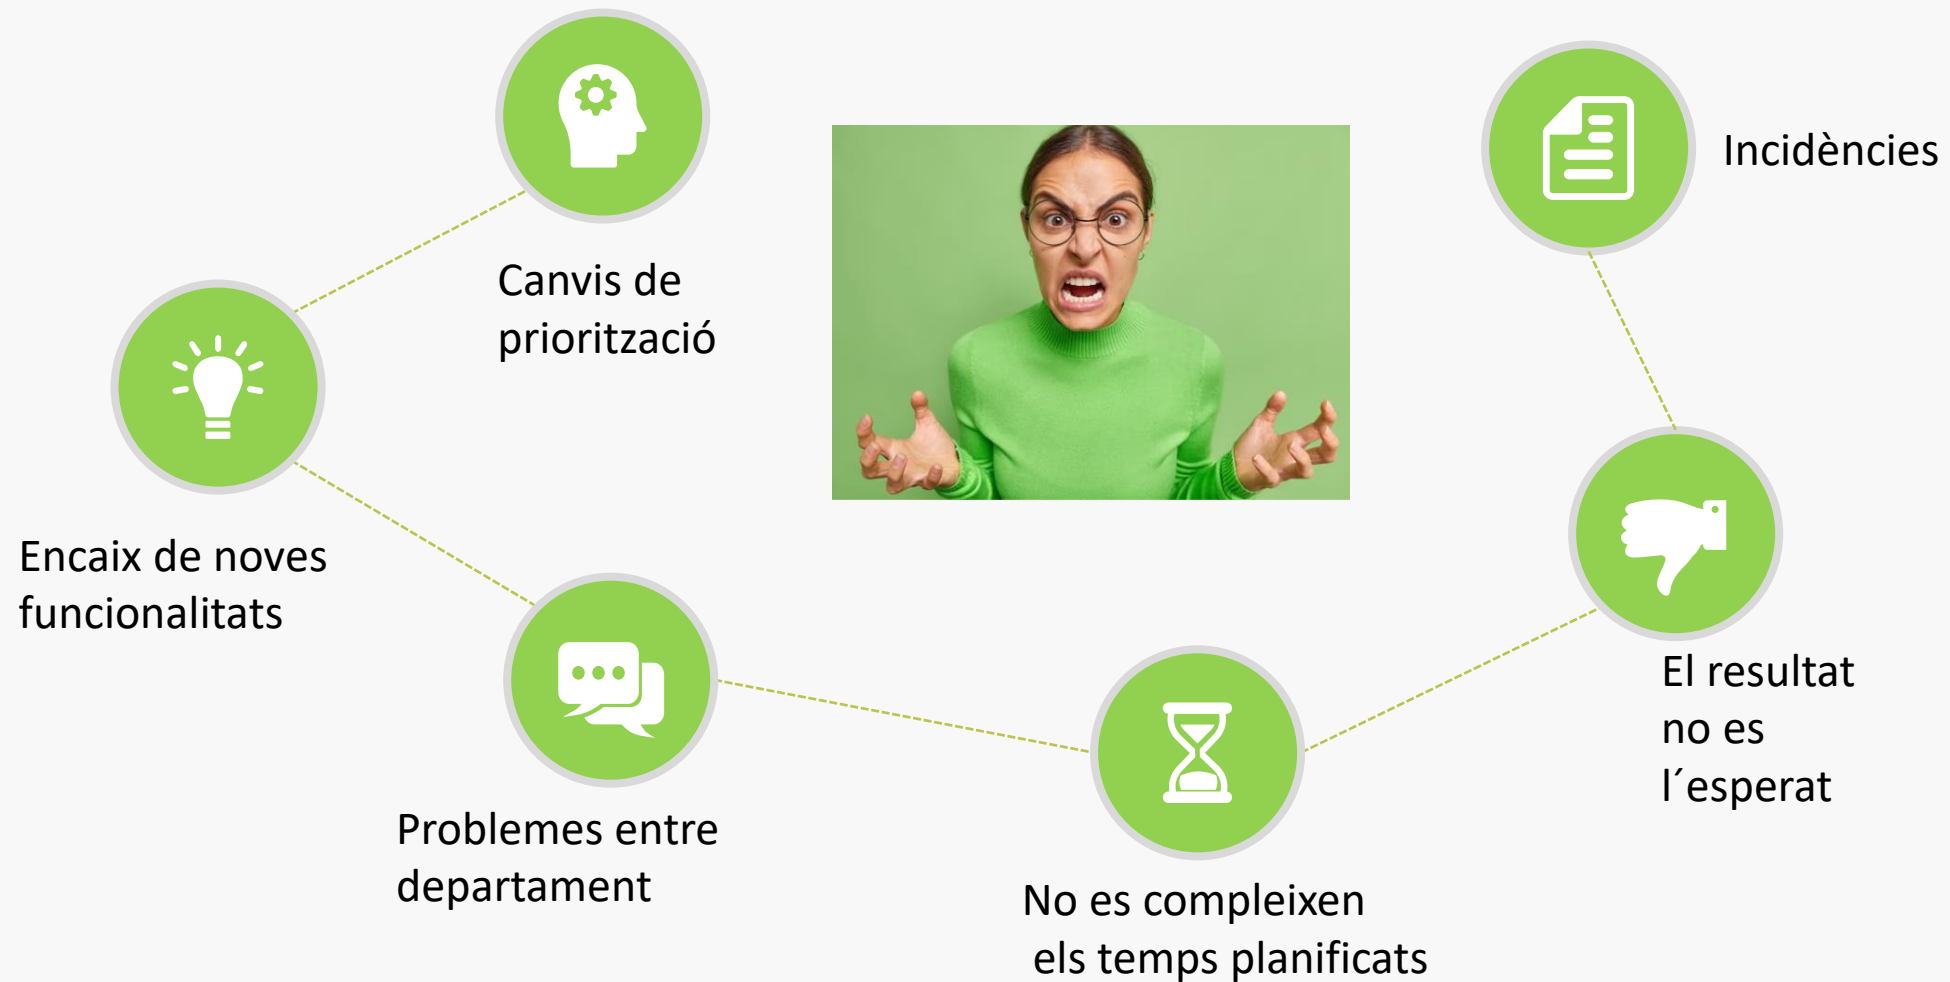 Canvis de
priorització
Encaix de noves
funcionalitats
Problemes entre
departament
No es compleixen
els temps planificats
El resultat
no es
l´esperat
Incidències